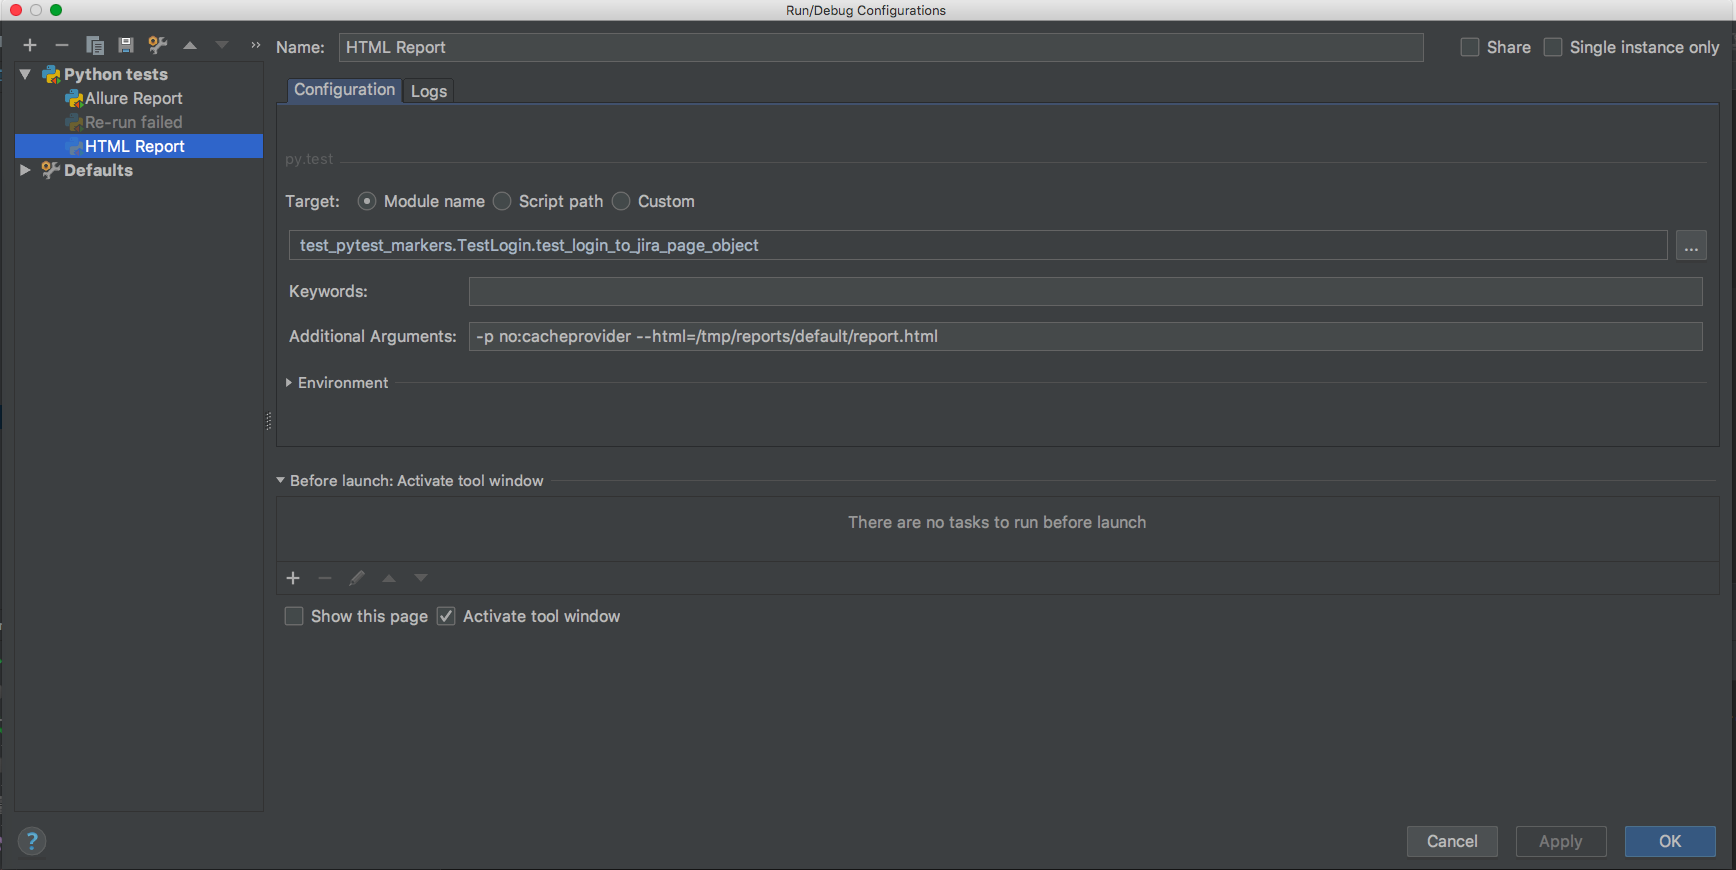 Run/Debug Configurations
Name: HTML Report
Share
Single instance only
Python tests
Allure Report
Re-run failed
HTML Report
Defaults
Configuration
Logs
py.test
Target: Module name Script path Custom
test_pytest_markers.TestLogin.test_login_to_jira_page_object
...
Keywords:
Additional Arguments: -p no:cacheprovider --html=/tmp/reports/default/report.html
Environment
Before launch: Activate tool window
There are no tasks to run before launch
Show this page Activate tool window
?
Cancel
Apply
OK